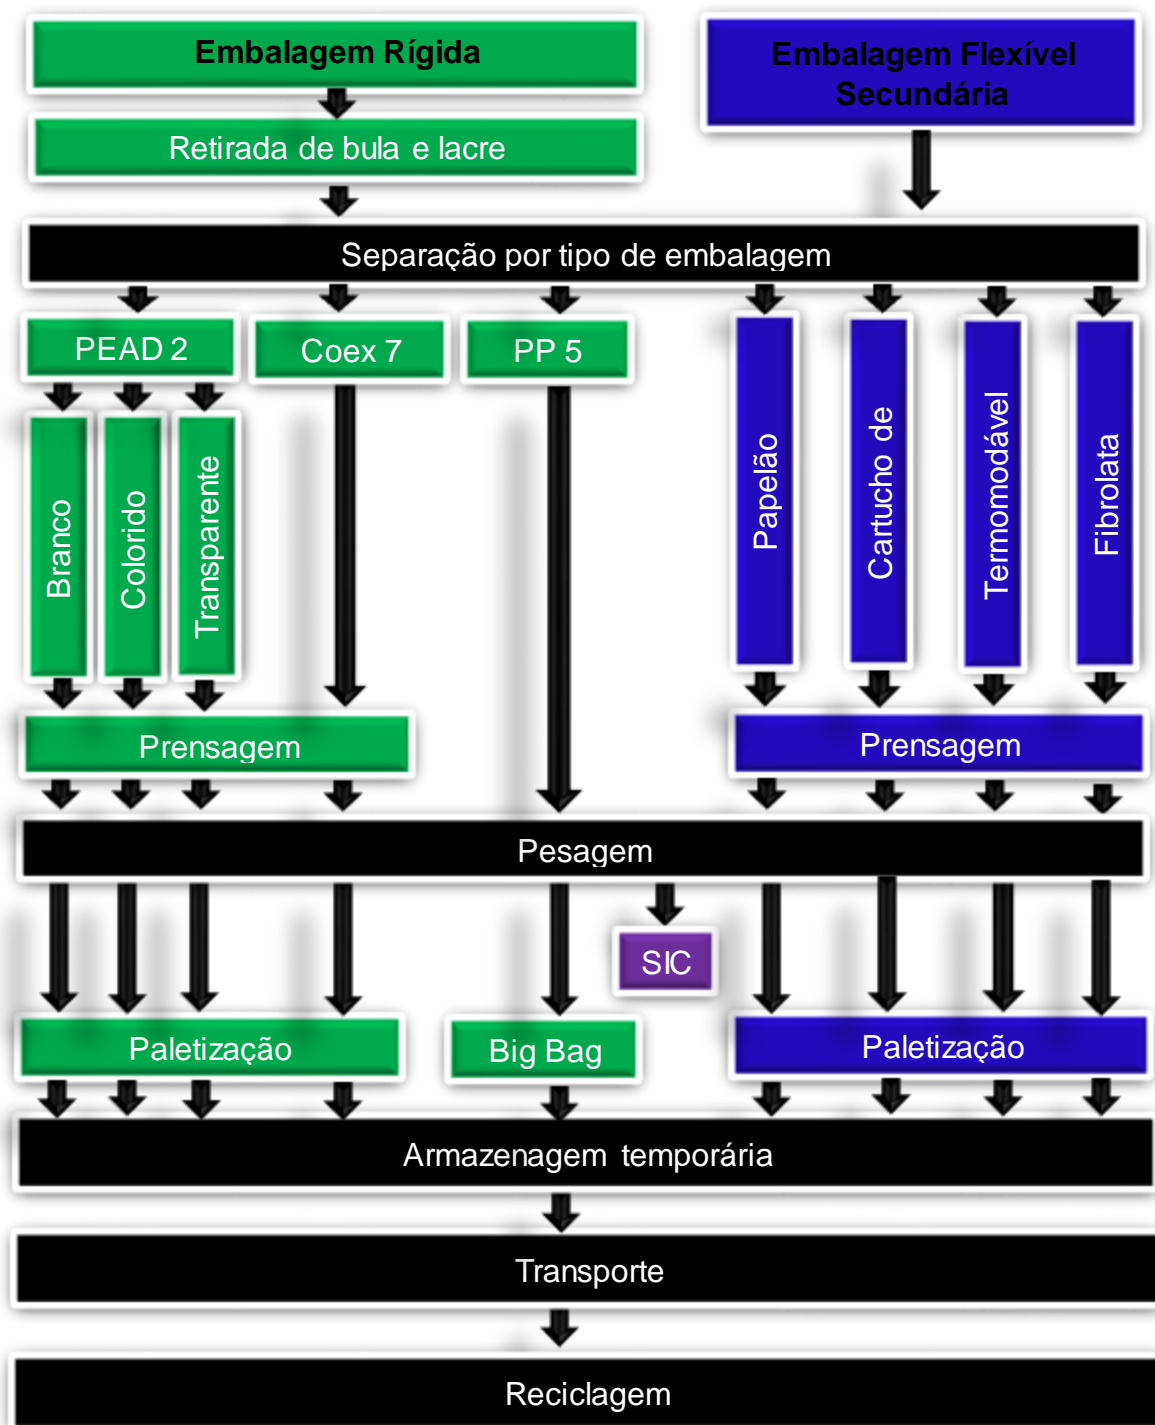 Embalagem Rígida
Embalagem Flexível
Secundária
Retirada de bula e lacre
Separação por tipo de embalagem
PEAD 2
Coex 7
PP 5
Branco
Colorido
Transparente
Papelão
Cartucho de
Termomodável
Fibrolata
Prensagem
Prensagem
Pesagem
SIC
Paletização
Big Bag
Paletização
Armazenagem temporária
Transporte
Reciclagem